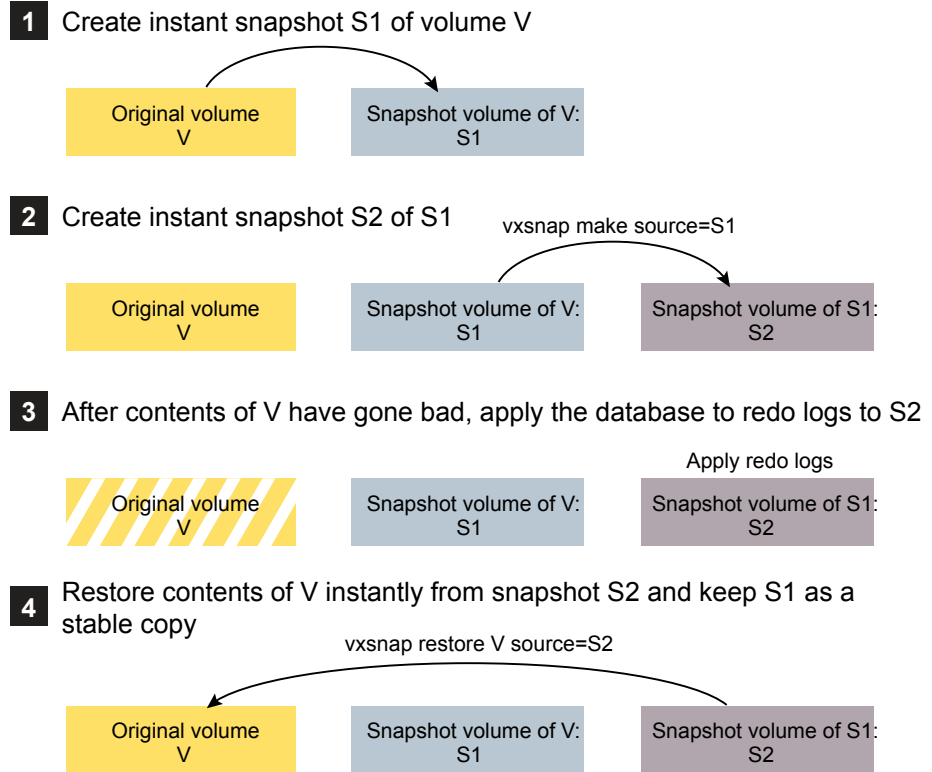 1 Create instant snapshot S1 of volume V
Original volume
V
Snapshot volume of V:
S1
2 Create instant snapshot S2 of S1
vxsnap make source=S1
Original volume
V
Snapshot volume of V:
S1
Snapshot volume of S1:
S2
3 After contents of V have gone bad, apply the database to redo logs to S2
Apply redo logs
Original volume
V
Snapshot volume of V:
S1
Snapshot volume of S1:
S2
4 Restore contents of V instantly from snapshot S2 and keep S1 as a
stable copy
vxsnap restore V source=S2
Original volume
V
Snapshot volume of V:
S1
Snapshot volume of S1:
S2